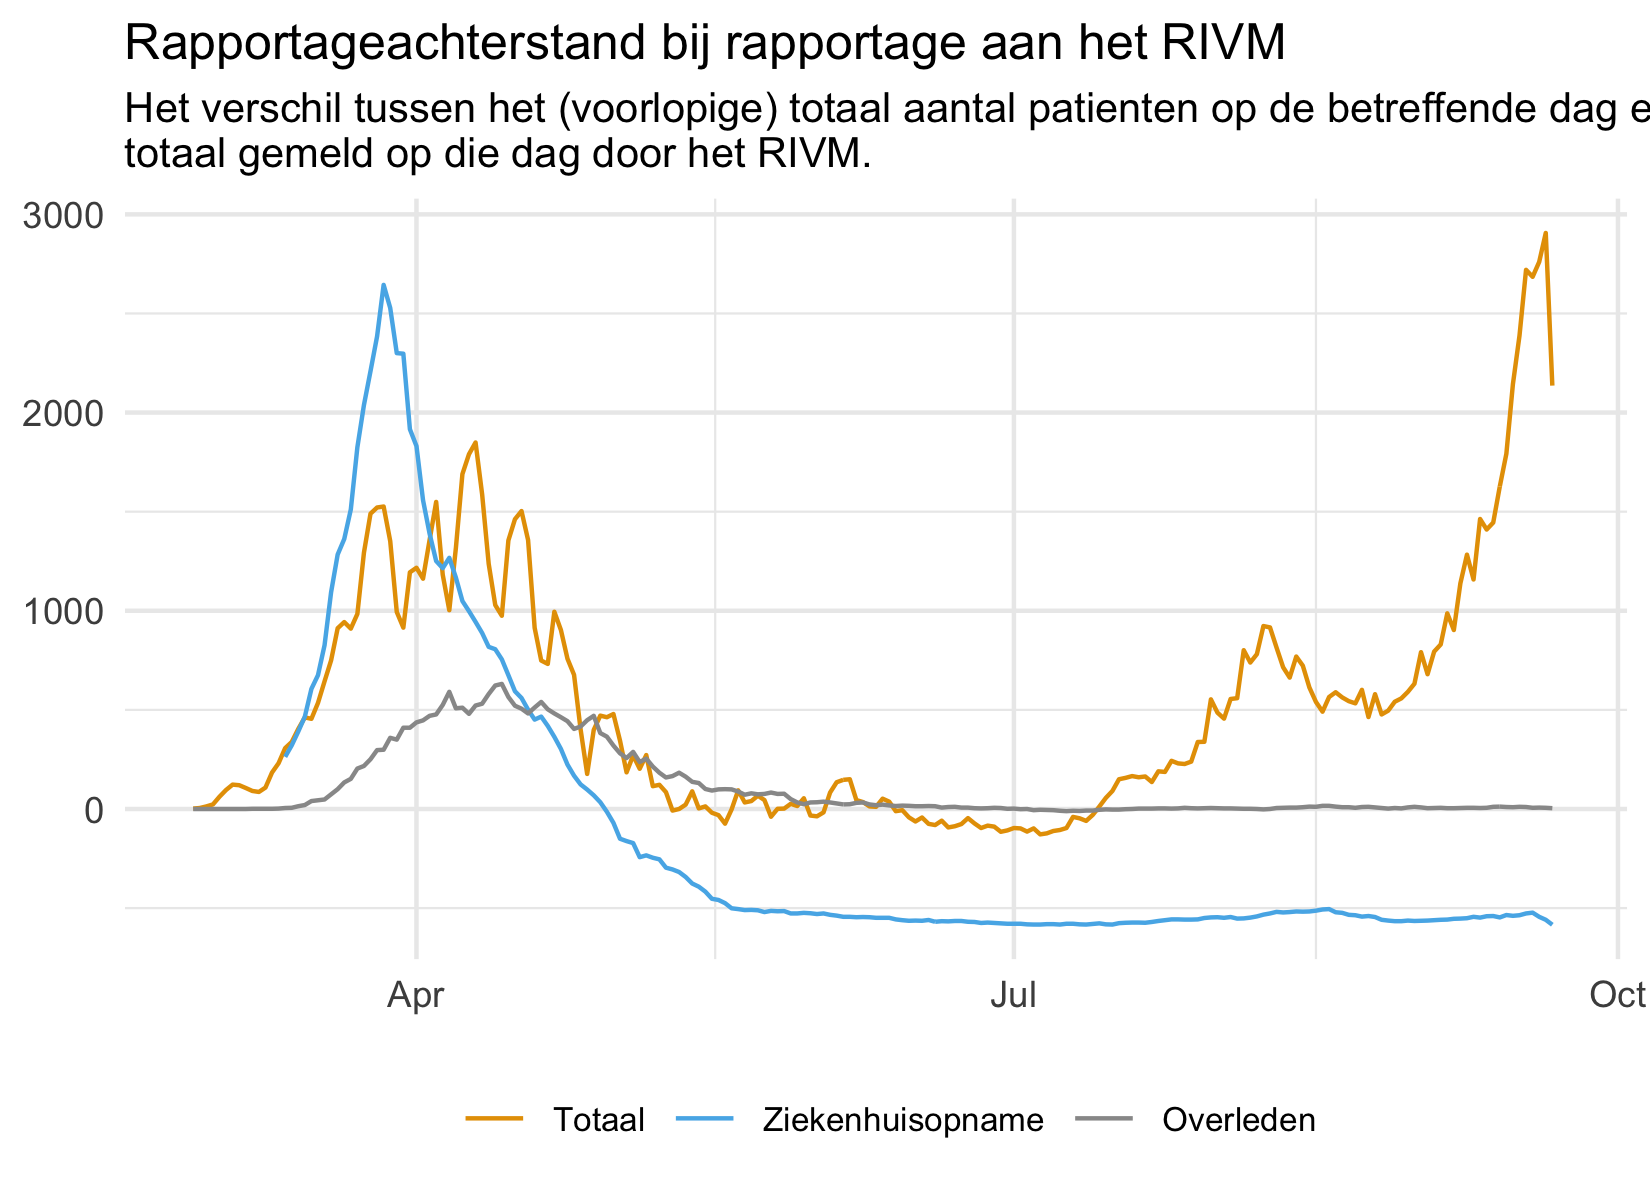 Rapportageachterstand bij rapportage aan het RIVM
Het verschil tussen het (voorlopige) totaal aantal patienten op de betreffende dag e
totaal gemeld op die dag door het RIVM.
3000
2000
1000
0
Apr
Jul
Oct
Totaal
Ziekenhuisopname
Overleden